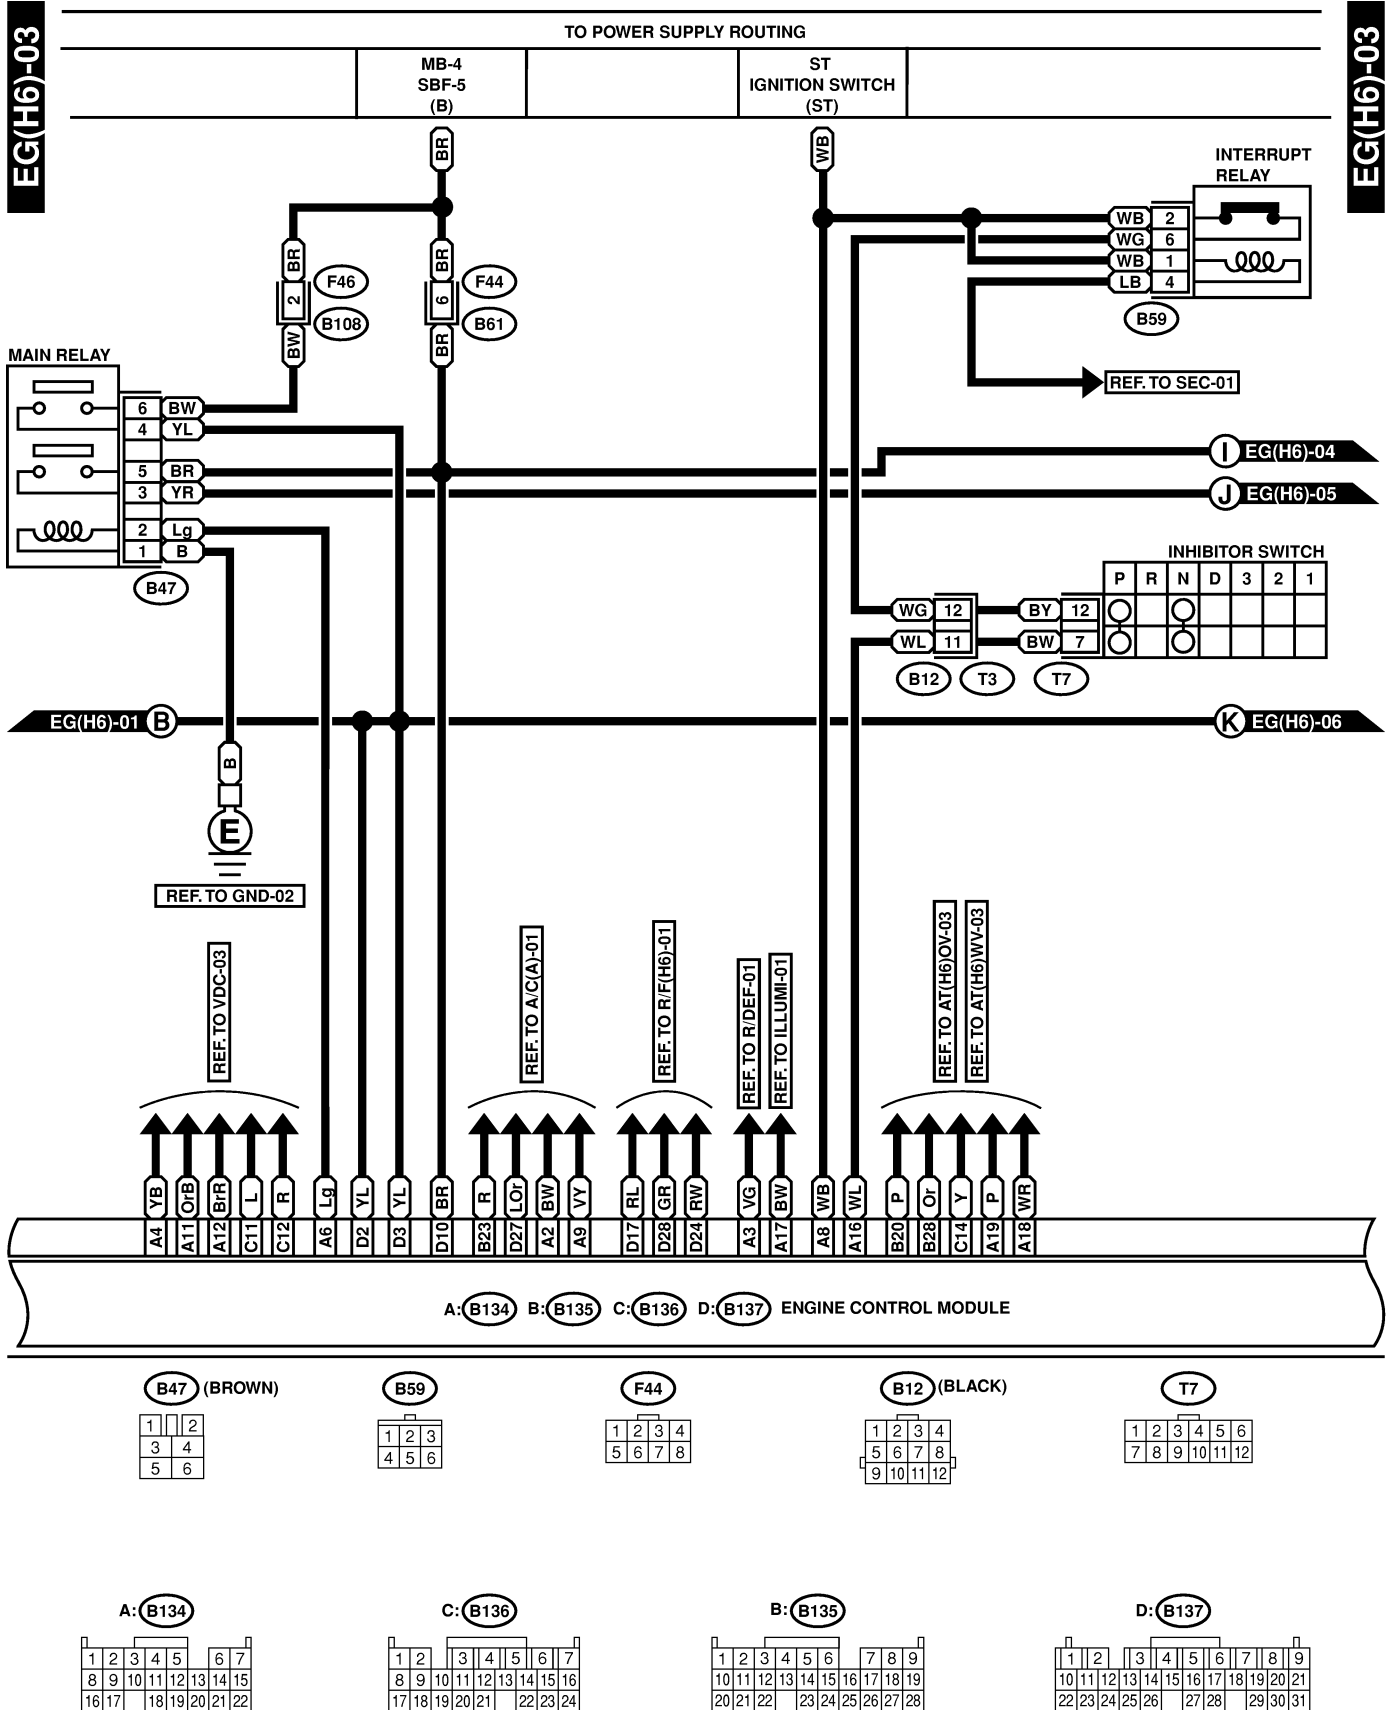 EG(H6)-03
EG(H6)-03
TO POWER SUPPLY ROUTING
MB-4
SBF-5
(B)
ST
IGNITION SWITCH
(ST)
BR
WB
INTERRUPT
RELAY
WB 2
WG 6
WB 1
LB 4
B59
BR
BR
2
F46
B108
6
F44
B61
BW
BR
REF. TO SEC-01
MAIN RELAY
6 BW
4 YL
5 BR
3 YR
2 Lg
1 B
B47
I EG(H6)-04
J EG(H6)-05
INHIBITOR SWITCH
P R N D 3 2 1
WG 12 BY 12
WL 11 BW 7
B12 T3 T7
EG(H6)-01 B
K EG(H6)-06
B
E
REF. TO GND-02
REF. TO VDC-03
REF. TO A/C(A)-01
REF. TO R/F(H6)-01
REF. TO R/DEF-01
REF. TO ILLUMI-01
REF. TO AT(H6)OV-03
REF. TO AT(H6)WV-03
YB OrB BrR L R Lg YL YL BR R LOr BW VY RL GR RW VG BW WB WL P Or Y P WR
A4 A11 A12 C11 C12 A6 D2 D3 D10 B23 D27 A2 A9 D17 D28 D24 A3 A17 A8 A16 B20 B28 C14 A19 A18
A: B134 B: B135 C: B136 D: B137 ENGINE CONTROL MODULE
B47 (BROWN)
1 2
3 4
5 6
B59
1 2 3
4 5 6
F44
1 2 3 4
5 6 7 8
B12 (BLACK)
1 2 3 4
5 6 7 8
9 10 11 12
T7
1 2 3 4 5 6
7 8 9 10 11 12
A: B134
1 2 3 4 5 6 7
8 9 10 11 12 13 14 15
16 17 18 19 20 21 22
C: B136
1 2 3 4 5 6 7
8 9 10 11 12 13 14 15 16
17 18 19 20 21 22 23 24
B: B135
1 2 3 4 5 6 7 8 9
10 11 12 13 14 15 16 17 18 19
20 21 22 23 24 25 26 27 28
D: B137
1 2 3 4 5 6 7 8 9
10 11 12 13 14 15 16 17 18 19 20 21
22 23 24 25 26 27 28 29 30 31